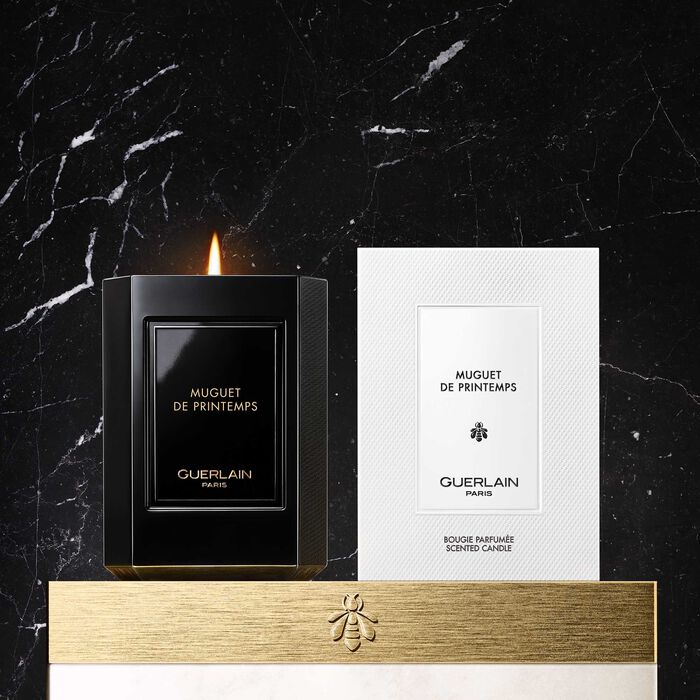 MUGUET
DE PRINTEMPS
GUERLAIN
PARIS
MUGUET
DE PRINTEMPS
GUERLAIN
PARIS
BOUGIE PARFUMÉE
SCENTED CANDLE